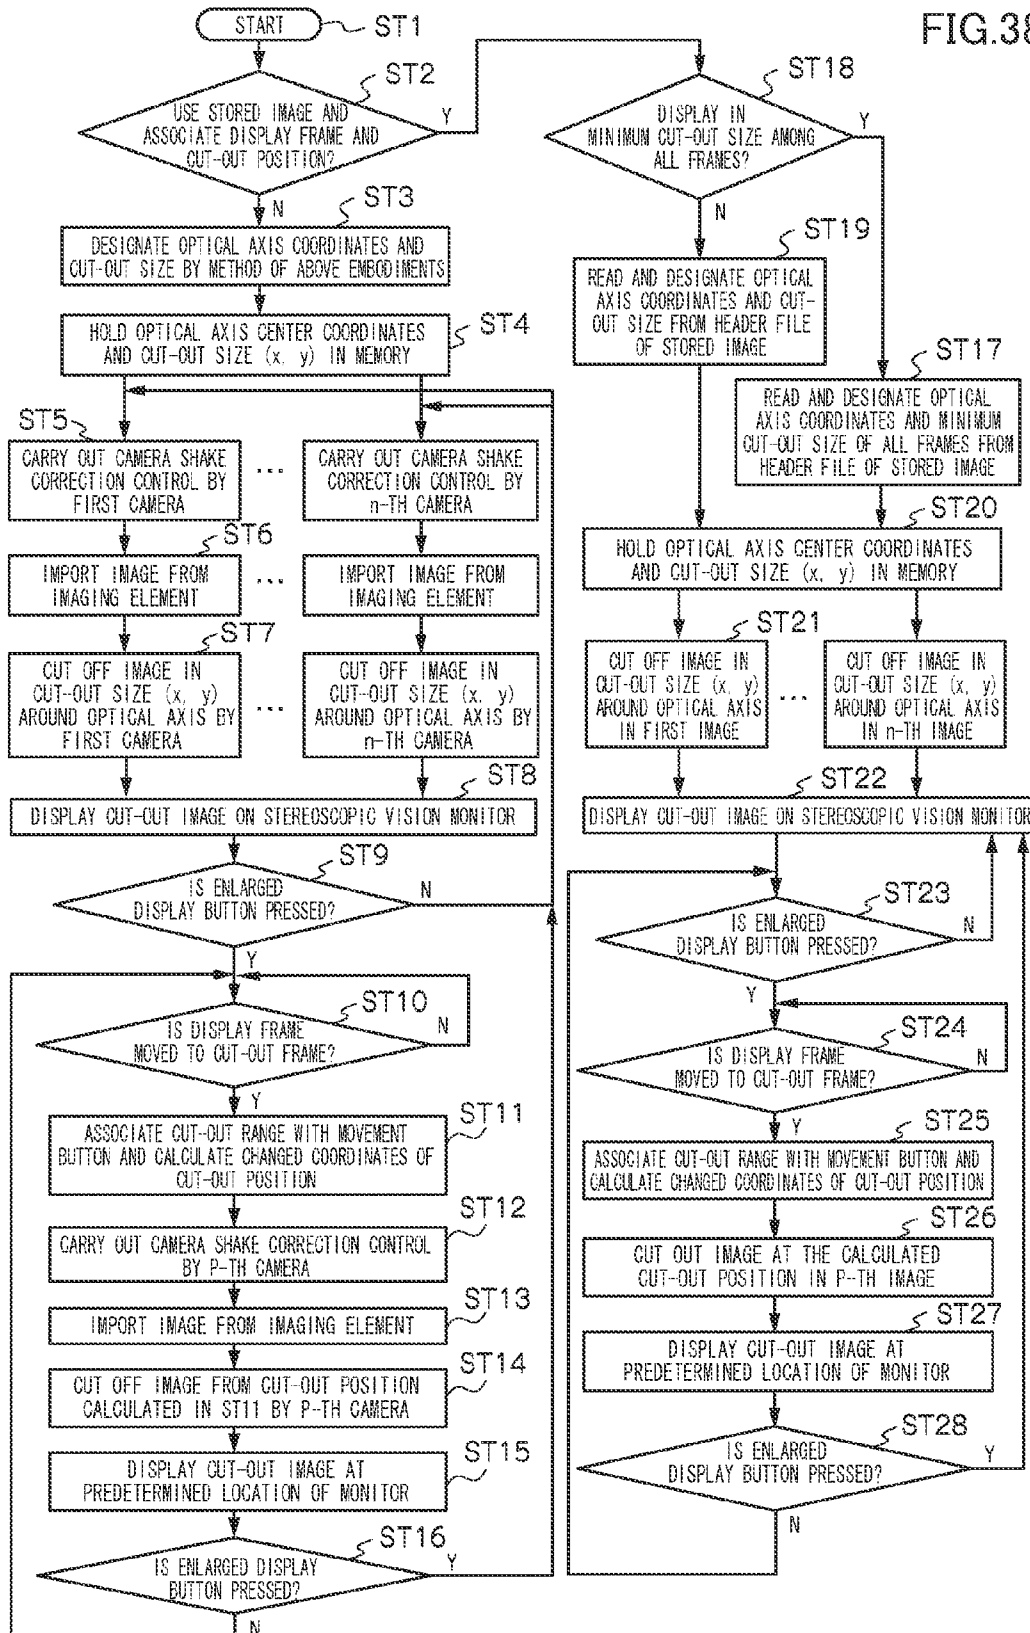 FIG.38
START
ST1
ST2
USE STORED IMAGE AND
ASSOCIATE DISPLAY FRAME AND
CUT-OUT POSITION?
Y
N
ST3
DESIGNATE OPTICAL AXIS COORDINATES AND
CUT-OUT SIZE BY METHOD OF ABOVE EMBODIMENTS
HOLD OPTICAL AXIS CENTER COORDINATES
AND CUT-OUT SIZE (x, y) IN MEMORY
ST4
ST5
CARRY OUT CAMERA SHAKE
CORRECTION CONTROL BY
FIRST CAMERA
...
CARRY OUT CAMERA SHAKE
CORRECTION CONTROL BY
n-TH CAMERA
ST6
IMPORT IMAGE FROM
IMAGING ELEMENT
...
IMPORT IMAGE FROM
IMAGING ELEMENT
ST7
CUT OFF IMAGE IN
CUT-OUT SIZE (x, y)
AROUND OPTICAL AXIS BY
FIRST CAMERA
...
CUT OFF IMAGE IN
CUT-OUT SIZE (x, y)
AROUND OPTICAL AXIS BY
n-TH CAMERA
ST8
DISPLAY CUT-OUT IMAGE ON STEREOSCOPIC VISION MONITOR
ST9
IS ENLARGED
DISPLAY BUTTON PRESSED?
N
Y
ST10
IS DISPLAY FRAME
MOVED TO CUT-OUT FRAME?
N
Y
ST11
ASSOCIATE CUT-OUT RANGE WITH MOVEMENT
BUTTON AND CALCULATE CHANGED COORDINATES OF
CUT-OUT POSITION
ST12
CARRY OUT CAMERA SHAKE CORRECTION CONTROL
BY P-TH CAMERA
ST13
IMPORT IMAGE FROM IMAGING ELEMENT
ST14
CUT OFF IMAGE FROM CUT-OUT POSITION
CALCULATED IN ST11 BY P-TH CAMERA
ST15
DISPLAY CUT-OUT IMAGE AT
PREDETERMINED LOCATION OF MONITOR
ST16
IS ENLARGED DISPLAY
BUTTON PRESSED?
Y
N
ST18
DISPLAY IN
MINIMUM CUT-OUT SIZE AMONG
ALL FRAMES?
Y
N
ST19
READ AND DESIGNATE OPTICAL
AXIS COORDINATES AND CUT-
OUT SIZE FROM HEADER FILE
OF STORED IMAGE
ST17
READ AND DESIGNATE OPTICAL
AXIS COORDINATES AND MINIMUM
CUT-OUT SIZE OF ALL FRAMES FROM
HEADER FILE OF STORED IMAGE
ST20
HOLD OPTICAL AXIS CENTER COORDINATES
AND CUT-OUT SIZE (x, y) IN MEMORY
ST21
CUT OFF IMAGE IN
CUT-OUT SIZE (x, y)
AROUND OPTICAL AXIS
IN FIRST IMAGE
...
CUT OFF IMAGE IN
CUT-OUT SIZE (x, y)
AROUND OPTICAL AXIS
IN n-TH IMAGE
ST22
DISPLAY CUT-OUT IMAGE ON STEREOSCOPIC VISION MONITOR
ST23
IS ENLARGED
DISPLAY BUTTON PRESSED?
N
Y
ST24
IS DISPLAY FRAME
MOVED TO CUT-OUT FRAME?
N
Y
ST25
ASSOCIATE CUT-OUT RANGE WITH MOVEMENT BUTTON AND
CALCULATE CHANGED COORDINATES OF CUT-OUT POSITION
ST26
CUT OUT IMAGE AT THE CALCULATED
CUT-OUT POSITION IN P-TH IMAGE
ST27
DISPLAY CUT-OUT IMAGE AT
PREDETERMINED LOCATION OF MONITOR
ST28
IS ENLARGED
DISPLAY BUTTON PRESSED?
Y
N